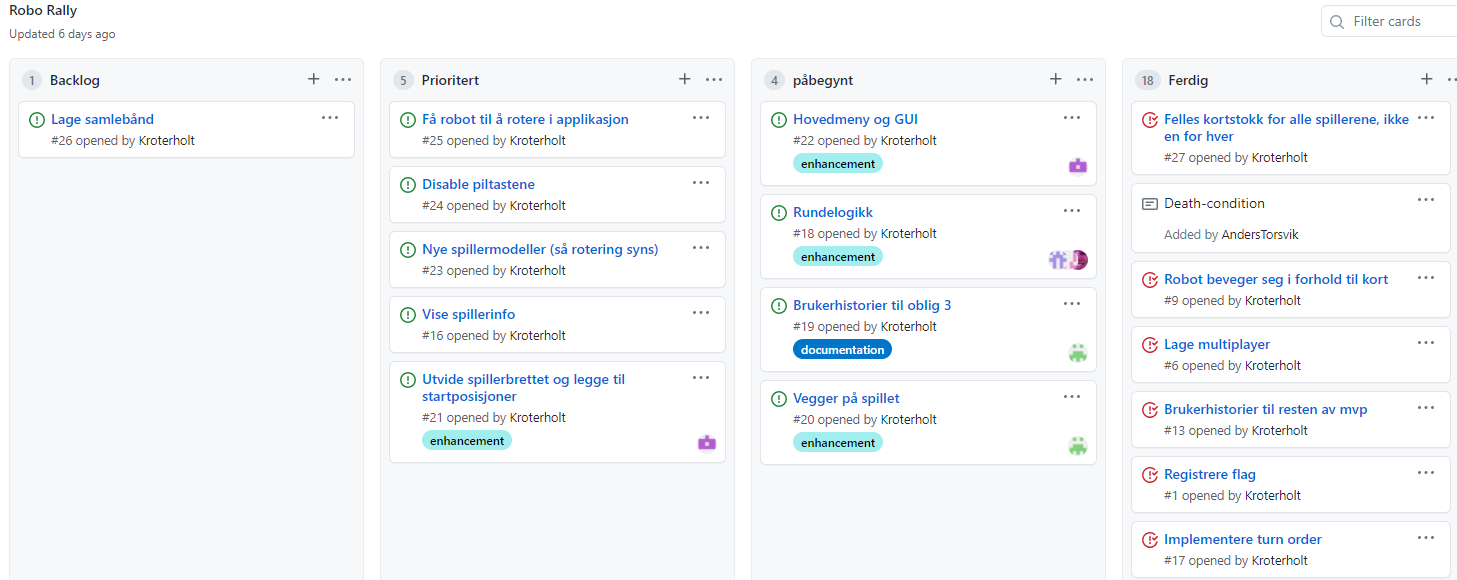 Robo Rally
Updated 6 days ago
Filter cards
1 Backlog
Lage samlebånd
#26 opened by Kroterholt
5 Prioritert
Få robot til å rotere i applikasjon
#25 opened by Kroterholt
Disable piltastene
#24 opened by Kroterholt
Nye spillermodeller (så rotering syns)
#23 opened by Kroterholt
Vise spillerinfo
#16 opened by Kroterholt
Utvide spillerbrettet og legge til
startposisjoner
#21 opened by Kroterholt
enhancement
4 påbegynt
Hovedmeny og GUI
#22 opened by Kroterholt
enhancement
Rundelogikk
#18 opened by Kroterholt
enhancement
Brukerhistorier til oblig 3
#19 opened by Kroterholt
documentation
Vegger på spillet
#20 opened by Kroterholt
enhancement
18 Ferdig
Felles kortstokk for alle spillerene, ikke
en for hver
#27 opened by Kroterholt
Death-condition
Added by AndersTorsvik
Robot beveger seg i forhold til kort
#9 opened by Kroterholt
Lage multiplayer
#6 opened by Kroterholt
Brukerhistorier til resten av mvp
#13 opened by Kroterholt
Registrere flag
#1 opened by Kroterholt
Implementere turn order
#17 opened by Kroterholt